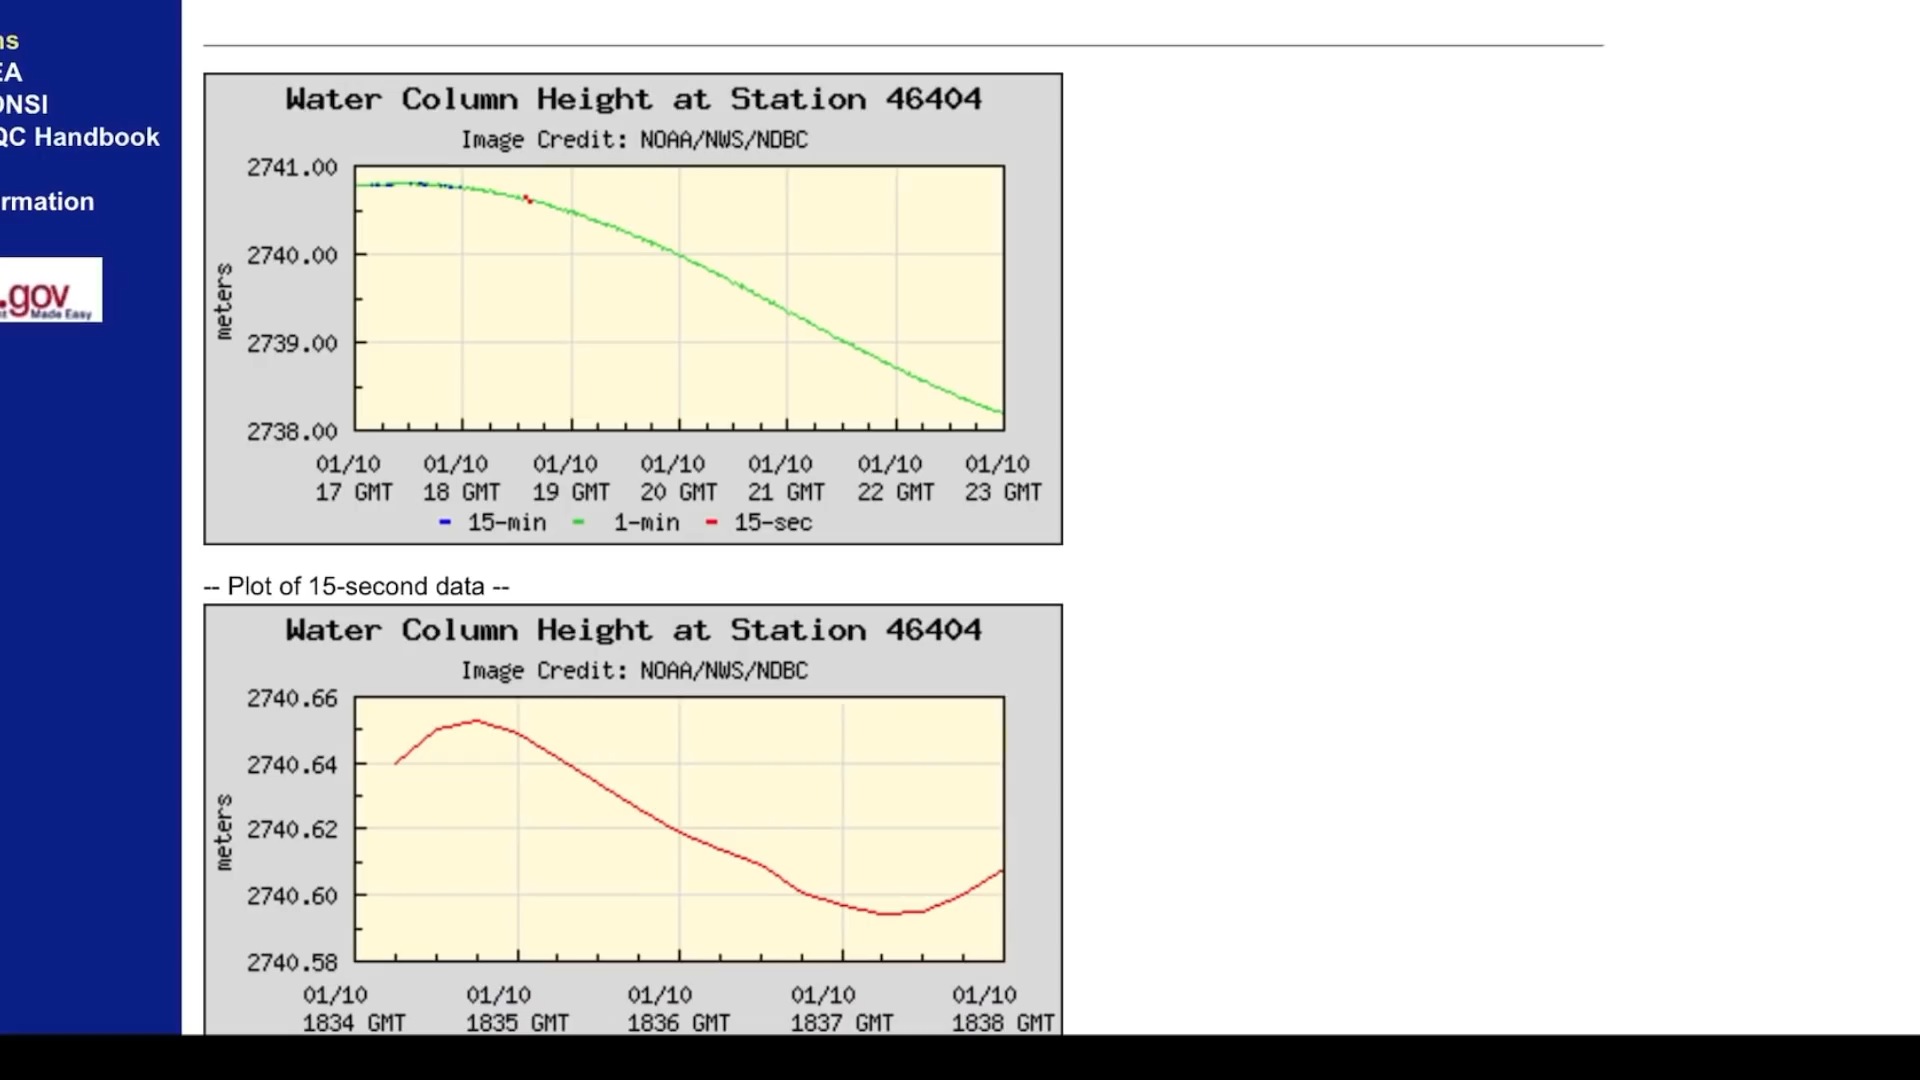 ns
EA
ONSI
QC Handbook
rmation
.gov
Made Easy
Water Column Height at Station 46404
Image Credit: NOAA/NWS/NDBC
2741.00
2740.00
2739.00
2738.00
meters
01/10 01/10 01/10 01/10 01/10 01/10 01/10
17 GMT 18 GMT 19 GMT 20 GMT 21 GMT 22 GMT 23 GMT
15-min 1-min 15-sec
-- Plot of 15-second data --
Water Column Height at Station 46404
Image Credit: NOAA/NWS/NDBC
2740.66
2740.64
2740.62
2740.60
2740.58
meters
01/10 01/10 01/10 01/10 01/10
1834 GMT 1835 GMT 1836 GMT 1837 GMT 1838 GMT